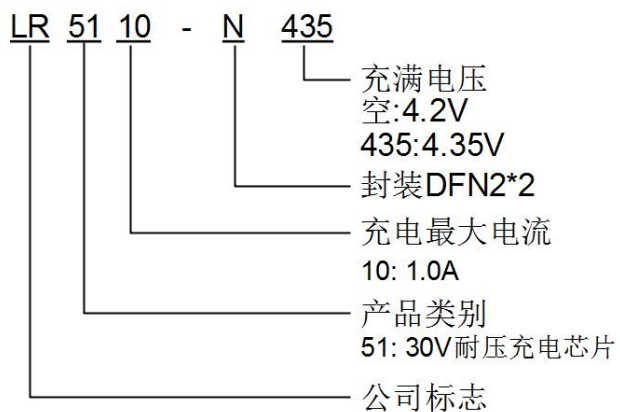 LR 51 10 - N 435
充满电压
空:4.2V
435:4.35V
封装DFN2*2
充电最大电流
10: 1.0A
产品类别
51: 30V耐压充电芯片
公司标志